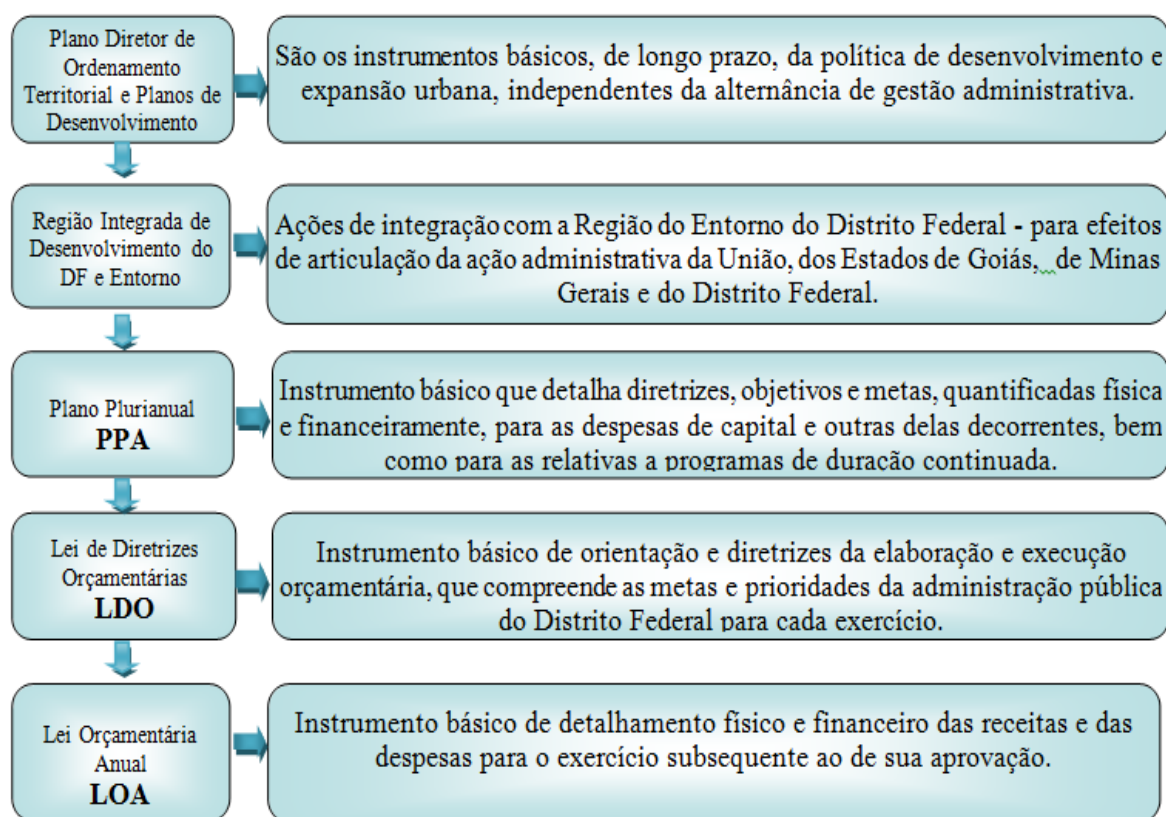 Plano Diretor de
Ordenamento
Territorial e Planos de
Desenvolvimento
São os instrumentos básicos, de longo prazo, da política de desenvolvimento e
expansão urbana, independentes da alternância de gestão administrativa.
Região Integrada de
Desenvolvimento do
DF e Entorno
Ações de integração com a Região do Entorno do Distrito Federal - para efeitos
de articulação da ação administrativa da União, dos Estados de Goiás, de Minas
Gerais e do Distrito Federal.
Plano Plurianual
PPA
Instrumento básico que detalha diretrizes, objetivos e metas, quantificadas física
e financeiramente, para as despesas de capital e outras delas decorrentes, bem
como para as relativas a programas de duração continuada.
Lei de Diretrizes
Orçamentárias
LDO
Instrumento básico de orientação e diretrizes da elaboração e execução
orçamentária, que compreende as metas e prioridades da administração pública
do Distrito Federal para cada exercício.
Lei Orçamentária
Anual
LOA
Instrumento básico de detalhamento físico e financeiro das receitas e das
despesas para o exercício subsequente ao de sua aprovação.